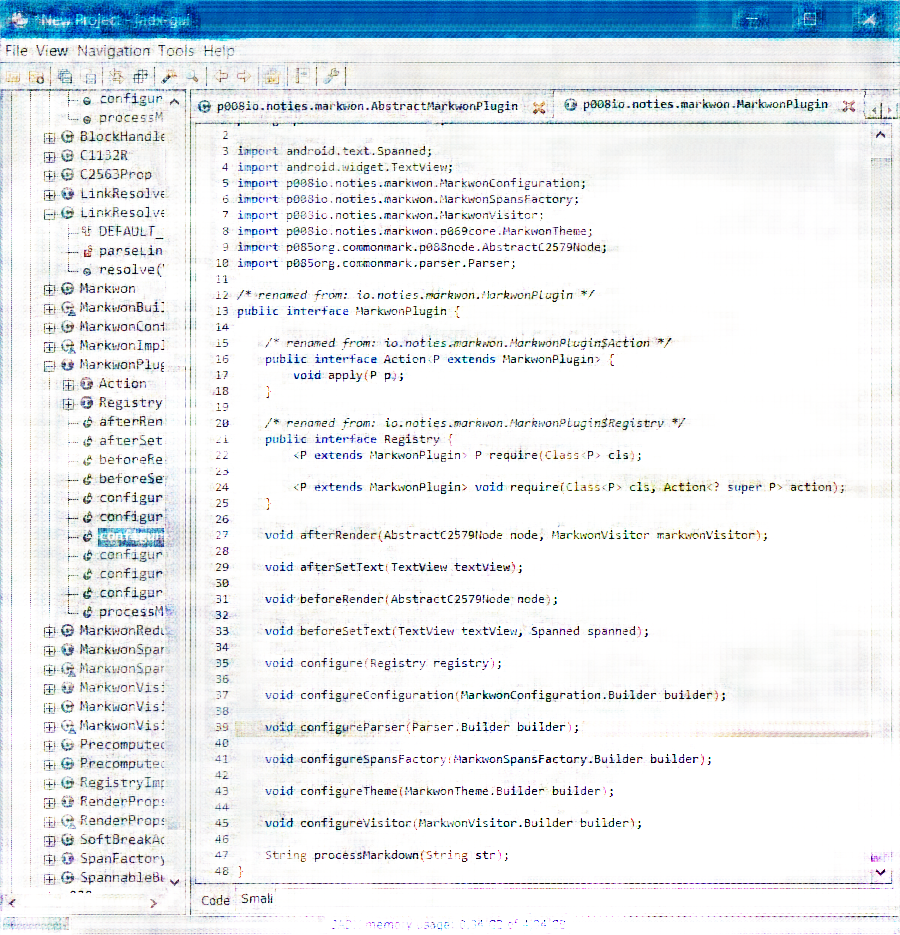 *New Project - jadx-gui
File View Navigation Tools Help
configur
processM
BlockHandle
C1132R
C2563Prop
LinkResolve
LinkResolve
DEFAULT_
parseLin
resolve(
Markwon
MarkwonBuil
MarkwonConf
MarkwonImpl
MarkwonPlug
Action
Registry
afterRen
afterSet
beforeRe
beforeSe
configur
configur
configur
configur
configur
processM
MarkwonRedu
MarkwonSpan
MarkwonSpan
MarkwonVisi
MarkwonVisi
MarkwonVisi
Precomputed
Precomputed
RegistryImp
RenderProps
RenderProps
SoftBreakAd
SpanFactory
SpannableBu
p008io.noties.markwon.AbstractMarkwonPlugin
p008io.noties.markwon.MarkwonPlugin
2
3 import android.text.Spanned;
4 import android.widget.TextView;
5 import p008io.noties.markwon.MarkwonConfiguration;
6 import p008io.noties.markwon.MarkwonSpansFactory;
7 import p008io.noties.markwon.MarkwonVisitor;
8 import p008io.noties.markwon.p069core.MarkwonTheme;
9 import p085org.commonmark.p088node.AbstractC2579Node;
10 import p085org.commonmark.parser.Parser;
11
12 /* renamed from: io.noties.markwon.MarkwonPlugin */
13 public interface MarkwonPlugin {
14
15 /* renamed from: io.noties.markwon.MarkwonPlugin$Action */
16 public interface Action<P extends MarkwonPlugin> {
17 void apply(P p);
18 }
19
20 /* renamed from: io.noties.markwon.MarkwonPlugin$Registry */
21 public interface Registry {
22 <P extends MarkwonPlugin> P require(Class<P> cls);
23
24 <P extends MarkwonPlugin> void require(Class<P> cls, Action<? super P> action);
25 }
26
27 void afterRender(AbstractC2579Node node, MarkwonVisitor markwonVisitor);
28
29 void afterSetText(TextView textView);
30
31 void beforeRender(AbstractC2579Node node);
32
33 void beforeSetText(TextView textView, Spanned spanned);
34
35 void configure(Registry registry);
36
37 void configureConfiguration(MarkwonConfiguration.Builder builder);
38
39 void configureParser(Parser.Builder builder);
40
41 void configureSpansFactory(MarkwonSpansFactory.Builder builder);
42
43 void configureTheme(MarkwonTheme.Builder builder);
44
45 void configureVisitor(MarkwonVisitor.Builder builder);
46
47 String processMarkdown(String str);
48 }
Code Smali